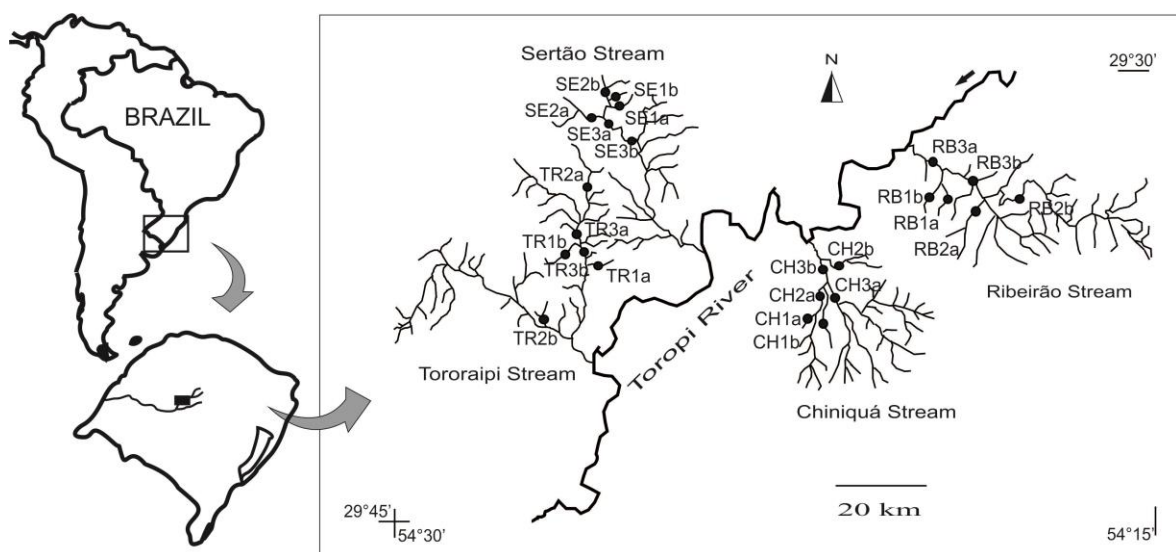 BRAZIL
Sertão Stream
N
29°30'
SE2b
SE1b
SE2a
SE1a
SE3a
SE3b
TR2a
TR3a
TR1b
TR3b
TR1a
TR2b
Tororaipi Stream
Toropi River
RB3a
RB3b
RB1b
RB1a
RB2b
RB2a
Ribeirão Stream
CH2b
CH3b
CH3a
CH2a
CH1a
CH1b
Chiniquá Stream
20 km
29°45'
54°30'
54°15'